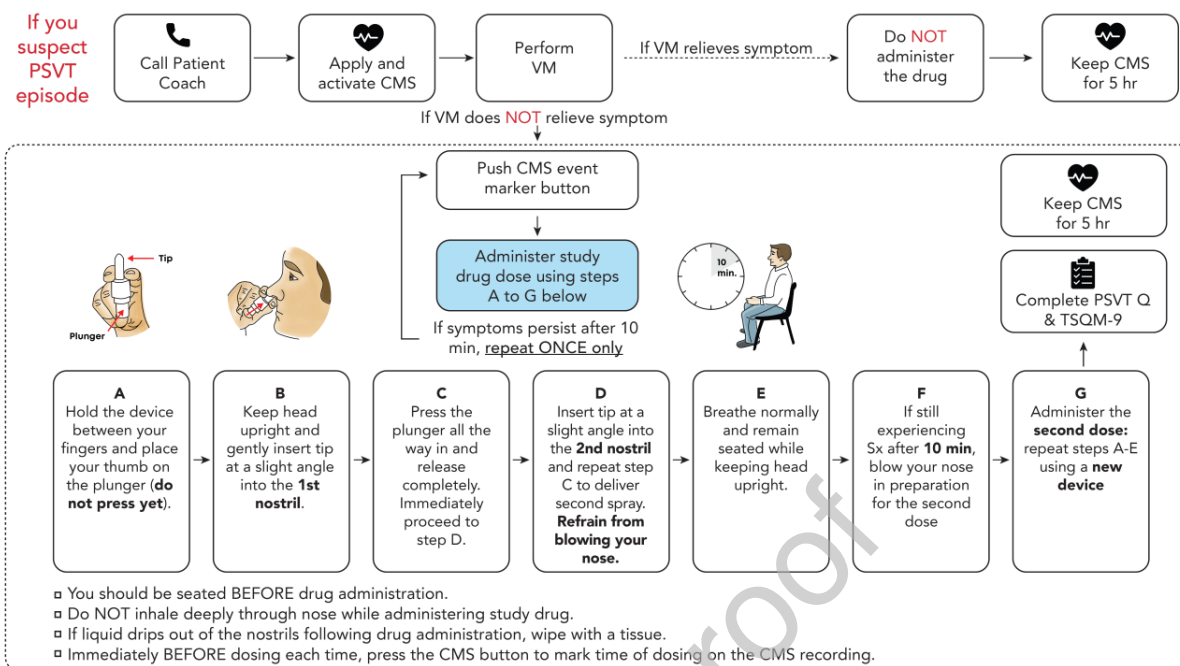 If you
suspect
PSVT
episode
Call Patient
Coach
Apply and
activate CMS
Perform
VM
If VM relieves symptom
Do NOT
administer
the drug
Keep CMS
for 5 hr
If VM does NOT relieve symptom
Push CMS event
marker button
Administer study
drug dose using steps
A to G below
If symptoms persist after 10
min, repeat ONCE only
Tip
Plunger
10
min.
Keep CMS
for 5 hr
Complete PSVT Q
& TSQM-9
A
Hold the device
between your
fingers and place
your thumb on
the plunger (do
not press yet).
B
Keep head
upright and
gently insert tip
at a slight angle
into the 1st
nostril.
C
Press the
plunger all the
way in and
release
completely.
Immediately
proceed to
step D.
D
Insert tip at a
slight angle into
the 2nd nostril
and repeat step
C to deliver
second spray.
Refrain from
blowing your
nose.
E
Breathe normally
and remain
seated while
keeping head
upright.
F
If still
experiencing
Sx after 10 min,
blow your nose
in preparation
for the second
dose
G
Administer the
second dose:
repeat steps A-E
using a new
device
You should be seated BEFORE drug administration.
Do NOT inhale deeply through nose while administering study drug.
If liquid drips out of the nostrils following drug administration, wipe with a tissue.
Immediately BEFORE dosing each time, press the CMS button to mark time of dosing on the CMS recording.
roof